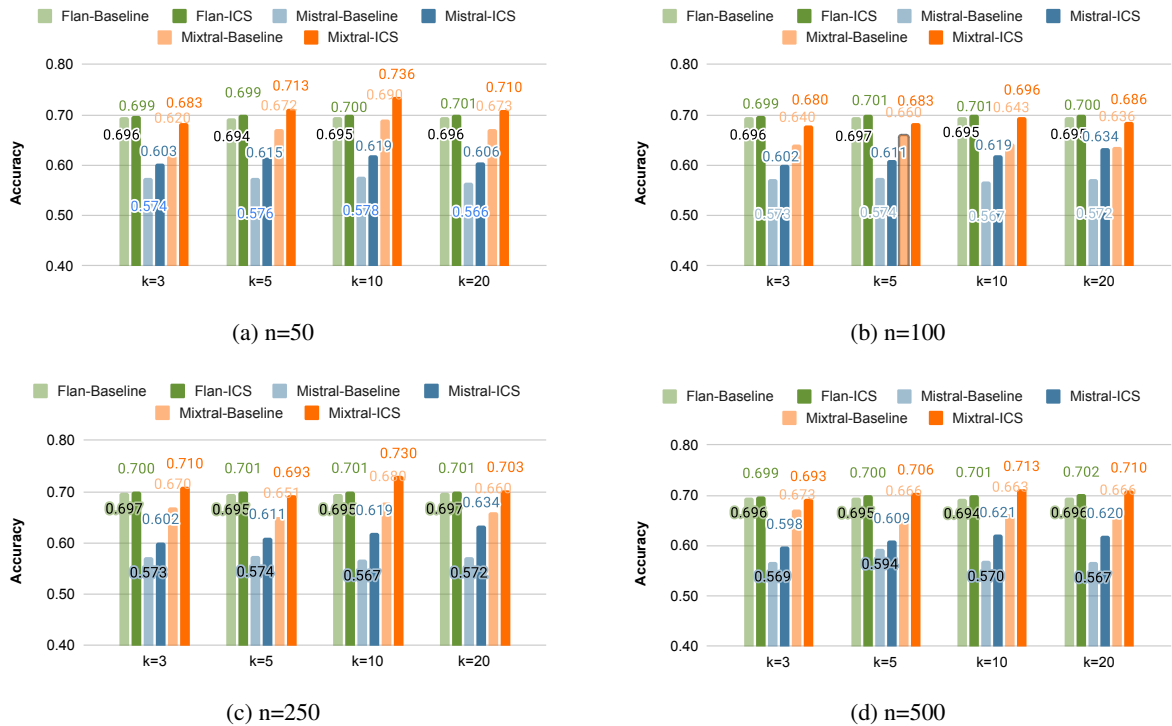 Flan-Baseline Flan-ICS Mistral-Baseline Mistral-ICS
Mixtral-Baseline Mixtral-ICS
Accuracy
0.80
0.70
0.60
0.50
0.40
0.696 0.699 0.574 0.603 0.620 0.683
0.694 0.699 0.576 0.615 0.672 0.713
0.695 0.700 0.578 0.619 0.690 0.736
0.696 0.701 0.566 0.606 0.673 0.710
k=3 k=5 k=10 k=20
(a) n=50
Flan-Baseline Flan-ICS Mistral-Baseline Mistral-ICS
Mixtral-Baseline Mixtral-ICS
Accuracy
0.80
0.70
0.60
0.50
0.40
0.696 0.699 0.573 0.602 0.640 0.680
0.697 0.701 0.574 0.611 0.660 0.683
0.695 0.701 0.567 0.619 0.643 0.696
0.695 0.700 0.572 0.634 0.636 0.686
k=3 k=5 k=10 k=20
(b) n=100
Flan-Baseline Flan-ICS Mistral-Baseline Mistral-ICS
Mixtral-Baseline Mixtral-ICS
Accuracy
0.80
0.70
0.60
0.50
0.40
0.697 0.700 0.573 0.602 0.670 0.710
0.695 0.701 0.574 0.611 0.651 0.693
0.695 0.701 0.567 0.619 0.680 0.730
0.697 0.701 0.572 0.634 0.660 0.703
k=3 k=5 k=10 k=20
(c) n=250
Flan-Baseline Flan-ICS Mistral-Baseline Mistral-ICS
Mixtral-Baseline Mixtral-ICS
Accuracy
0.80
0.70
0.60
0.50
0.40
0.696 0.699 0.569 0.598 0.673 0.693
0.695 0.700 0.594 0.609 0.666 0.706
0.694 0.701 0.570 0.621 0.663 0.713
0.696 0.702 0.567 0.620 0.666 0.710
k=3 k=5 k=10 k=20
(d) n=500